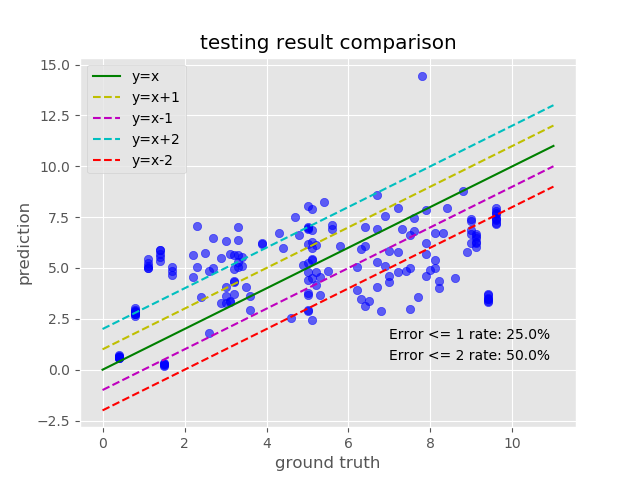 testing result comparison
15.0
12.5
10.0
7.5
5.0
2.5
0.0
−2.5
prediction
y=x
y=x+1
y=x-1
y=x+2
y=x-2
Error <= 1 rate: 25.0%
Error <= 2 rate: 50.0%
0 2 4 6 8 10
ground truth